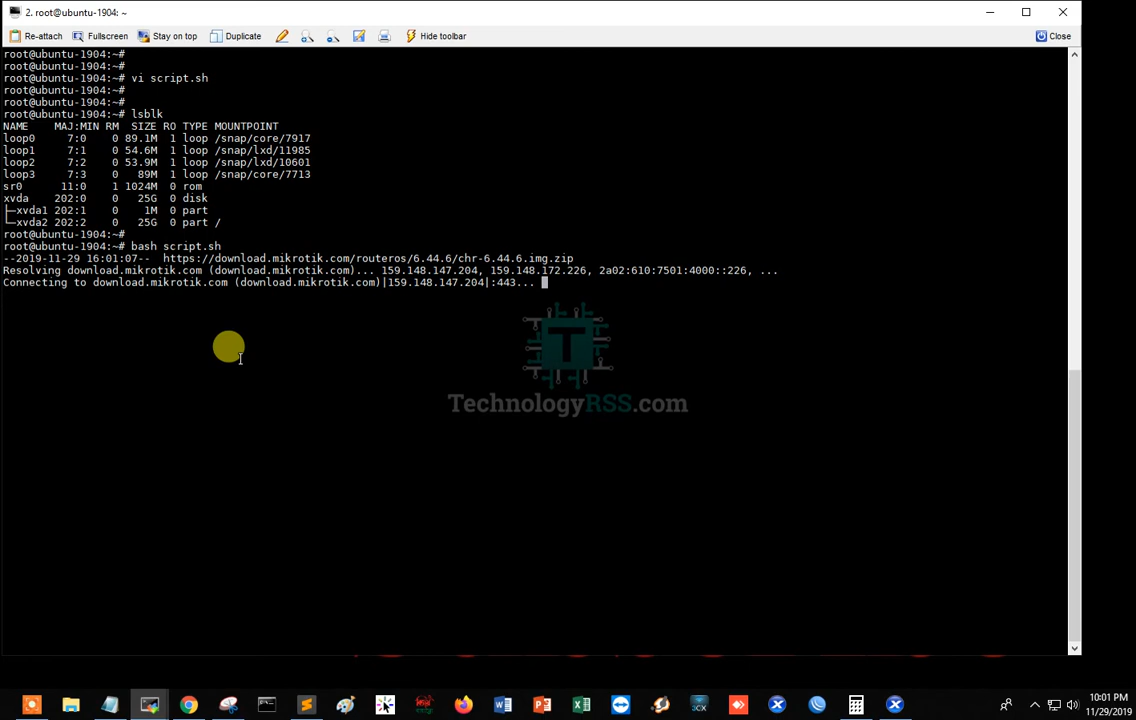 2. root@ubuntu-1904: ~
Re-attach Fullscreen Stay on top Duplicate Hide toolbar Close
root@ubuntu-1904:~#
root@ubuntu-1904:~#
root@ubuntu-1904:~# vi script.sh
root@ubuntu-1904:~#
root@ubuntu-1904:~#
root@ubuntu-1904:~# lsblk
NAME MAJ:MIN RM SIZE RO TYPE MOUNTPOINT
loop0 7:0 0 89.1M 1 loop /snap/core/7917
loop1 7:1 0 54.6M 1 loop /snap/lxd/11985
loop2 7:2 0 53.9M 1 loop /snap/lxd/10601
loop3 7:3 0 89M 1 loop /snap/core/7713
sr0 11:0 1 1024M 0 rom
xvda 202:0 0 25G 0 disk
├─xvda1 202:1 0 1M 0 part
└─xvda2 202:2 0 25G 0 part /
root@ubuntu-1904:~# bash script.sh
--2019-11-29 16:01:07-- https://download.mikrotik.com/routeros/6.44.6/chr-6.44.6.img.zip
Resolving download.mikrotik.com (download.mikrotik.com)... 159.148.147.204, 159.148.172.226, 2a02:610:7501:4000::226, ...
Connecting to download.mikrotik.com (download.mikrotik.com)|159.148.147.204|:443...
TechnologyRSS.com
3CX
10:01 PM
11/29/2019